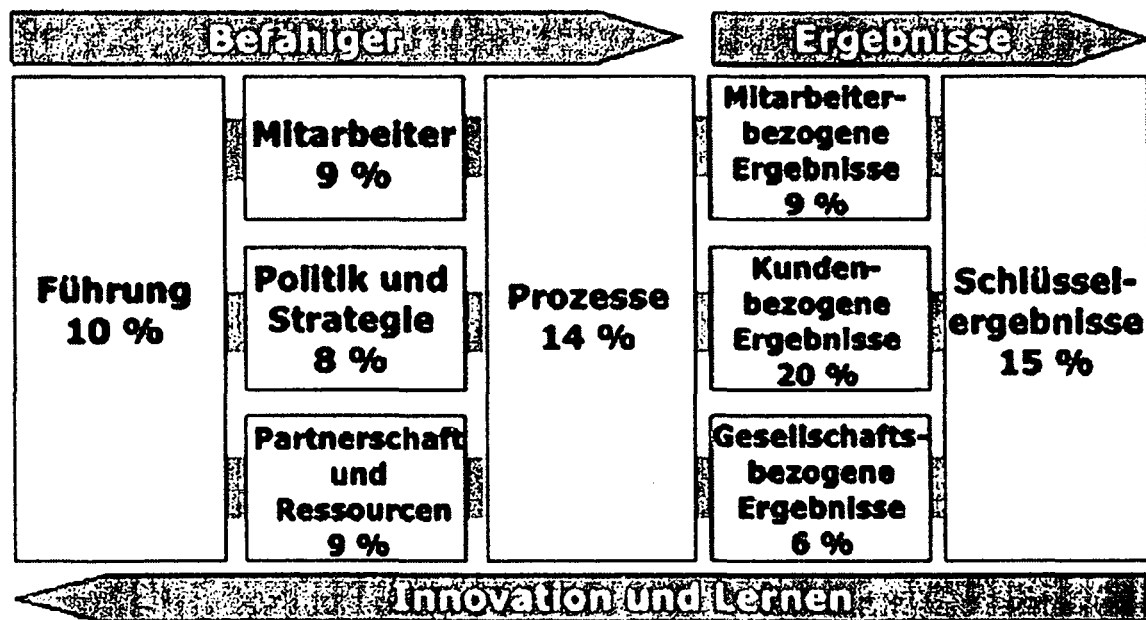 Befähiger
Ergebnisse
Führung
10 %
Mitarbeiter
9 %
Politik und
Strategie
8 %
Partnerschaft
und
Ressourcen
9 %
Prozesse
14 %
Mitarbeiter-
bezogene
Ergebnisse
9 %
Kunden-
bezogene
Ergebnisse
20 %
Gesellschafts-
bezogene
Ergebnisse
6 %
Schlüssel-
ergebnisse
15 %
Innovation und Lernen